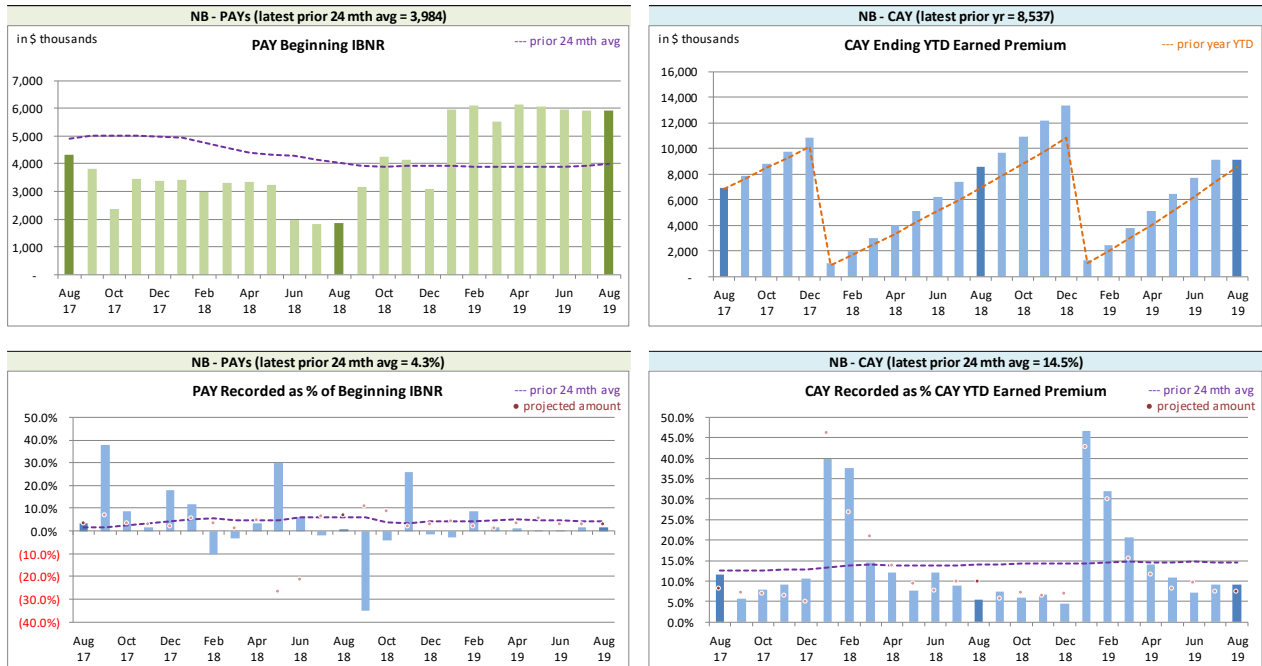 NB - PAYs (latest prior 24 mth avg = 3,984)
in $ thousands
PAY Beginning IBNR
--- prior 24 mth avg
7,000
6,000
5,000
4,000
3,000
2,000
1,000
-
Aug Oct Dec Feb Apr Jun Aug Oct Dec Feb Apr Jun Aug
17 17 17 18 18 18 18 18 18 19 19 19 19
NB - CAY (latest prior yr = 8,537)
in $ thousands
CAY Ending YTD Earned Premium
--- prior year YTD
16,000
14,000
12,000
10,000
8,000
6,000
4,000
2,000
-
Aug Oct Dec Feb Apr Jun Aug Oct Dec Feb Apr Jun Aug
17 17 17 18 18 18 18 18 18 19 19 19 19
NB - PAYs (latest prior 24 mth avg = 4.3%)
PAY Recorded as % of Beginning IBNR
--- prior 24 mth avg
• projected amount
50.0%
40.0%
30.0%
20.0%
10.0%
0.0%
(10.0%)
(20.0%)
(30.0%)
(40.0%)
Aug Oct Dec Feb Apr Jun Aug Oct Dec Feb Apr Jun Aug
17 17 17 18 18 18 18 18 18 19 19 19 19
NB - CAY (latest prior 24 mth avg = 14.5%)
CAY Recorded as % CAY YTD Earned Premium
--- prior 24 mth avg
• projected amount
50.0%
45.0%
40.0%
35.0%
30.0%
25.0%
20.0%
15.0%
10.0%
5.0%
0.0%
Aug Oct Dec Feb Apr Jun Aug Oct Dec Feb Apr Jun Aug
17 17 17 18 18 18 18 18 18 19 19 19 19